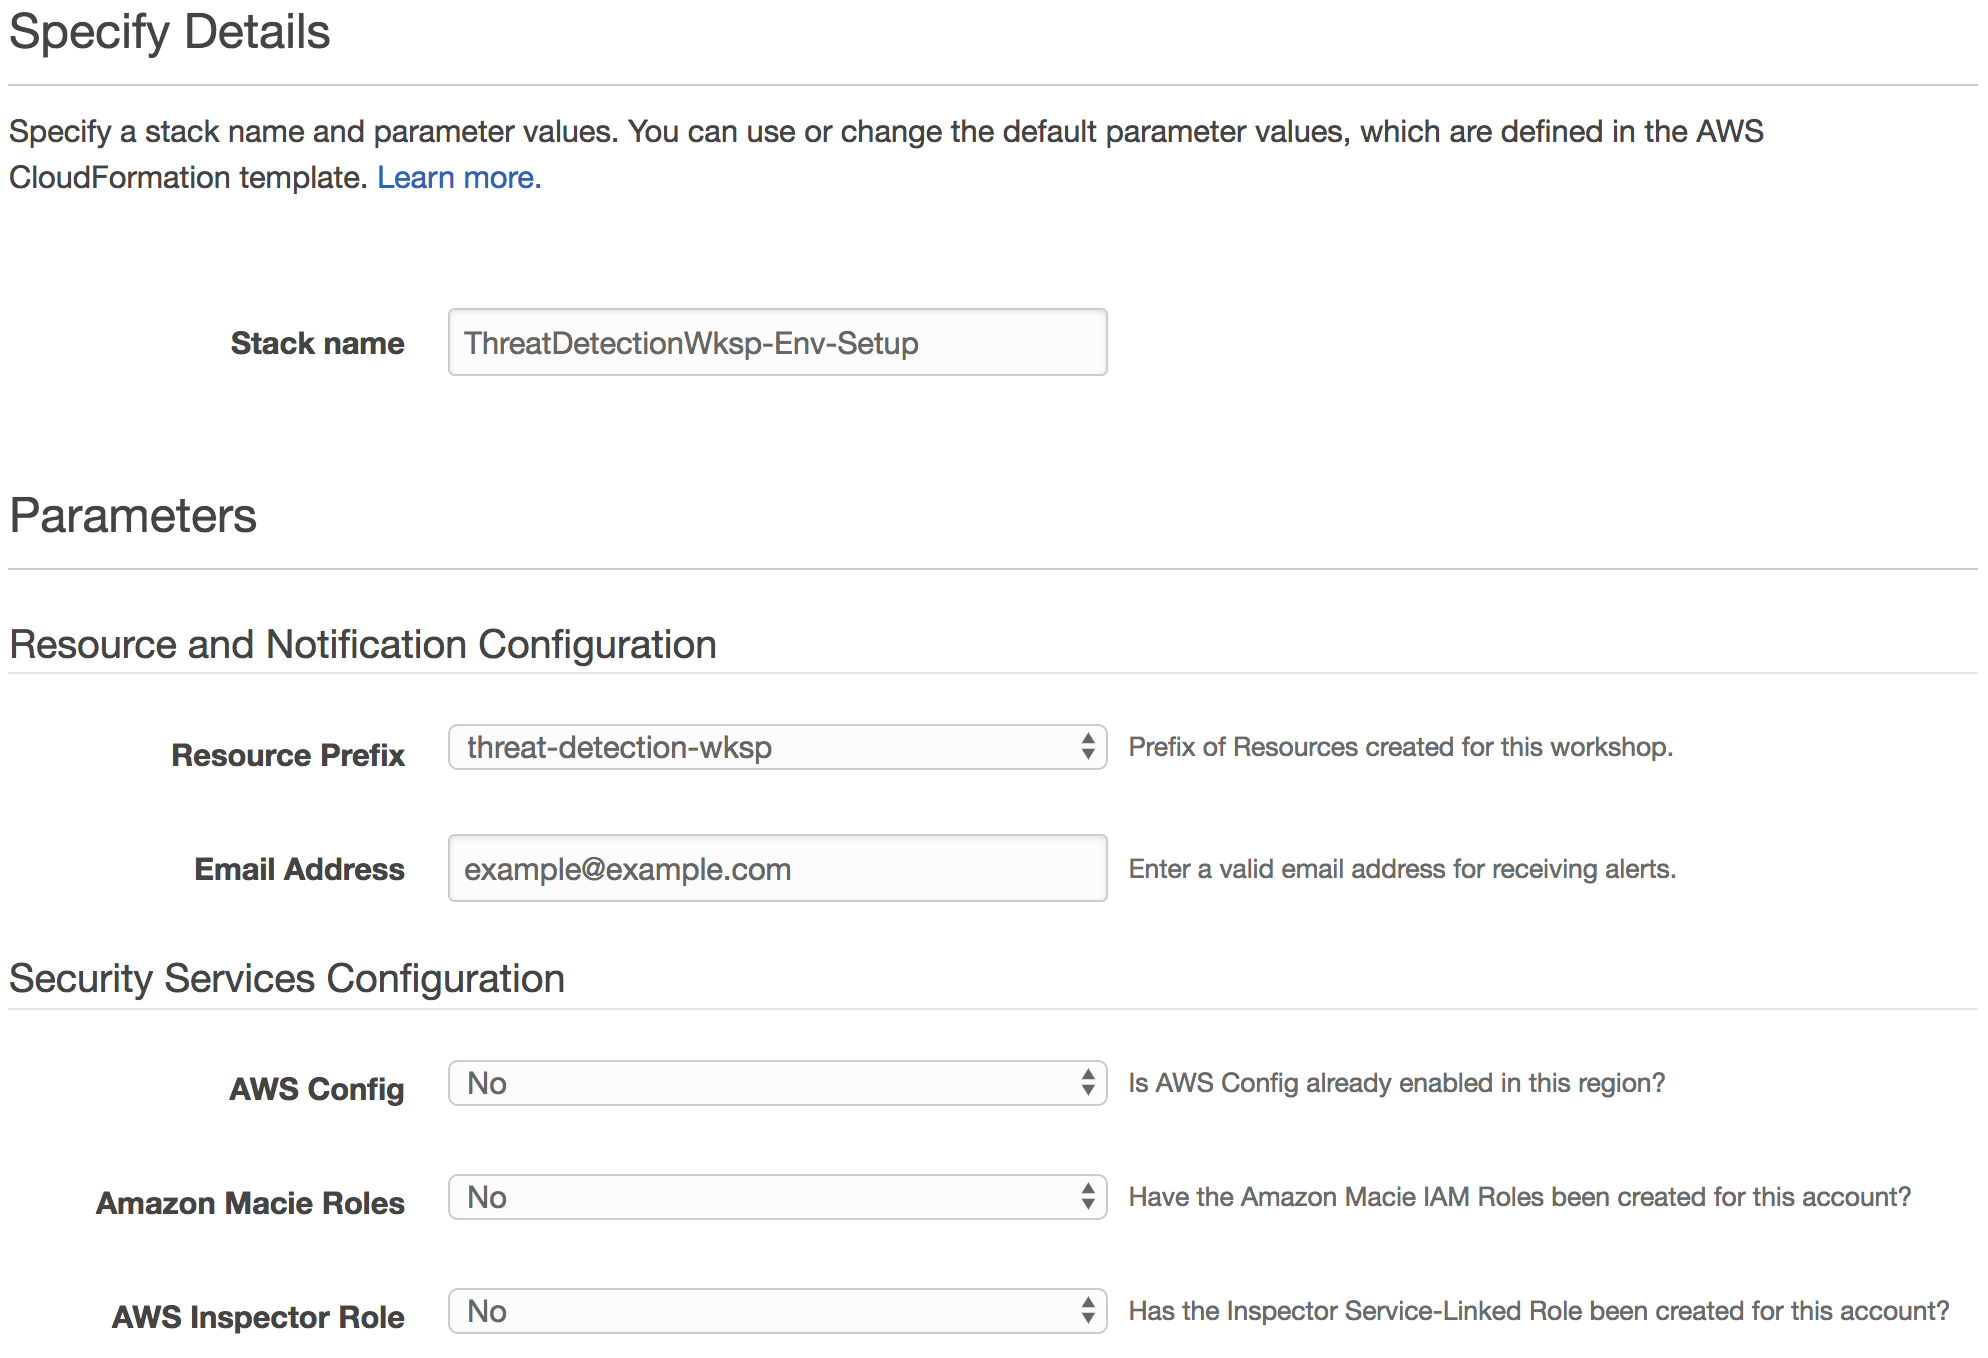 Specify Details
Specify a stack name and parameter values. You can use or change the default parameter values, which are defined in the AWS
CloudFormation template. Learn more.
Stack name ThreatDetectionWksp-Env-Setup
Parameters
Resource and Notification Configuration
Resource Prefix threat-detection-wksp Prefix of Resources created for this workshop.
Email Address example@example.com Enter a valid email address for receiving alerts.
Security Services Configuration
AWS Config No Is AWS Config already enabled in this region?
Amazon Macie Roles No Have the Amazon Macie IAM Roles been created for this account?
AWS Inspector Role No Has the Inspector Service-Linked Role been created for this account?